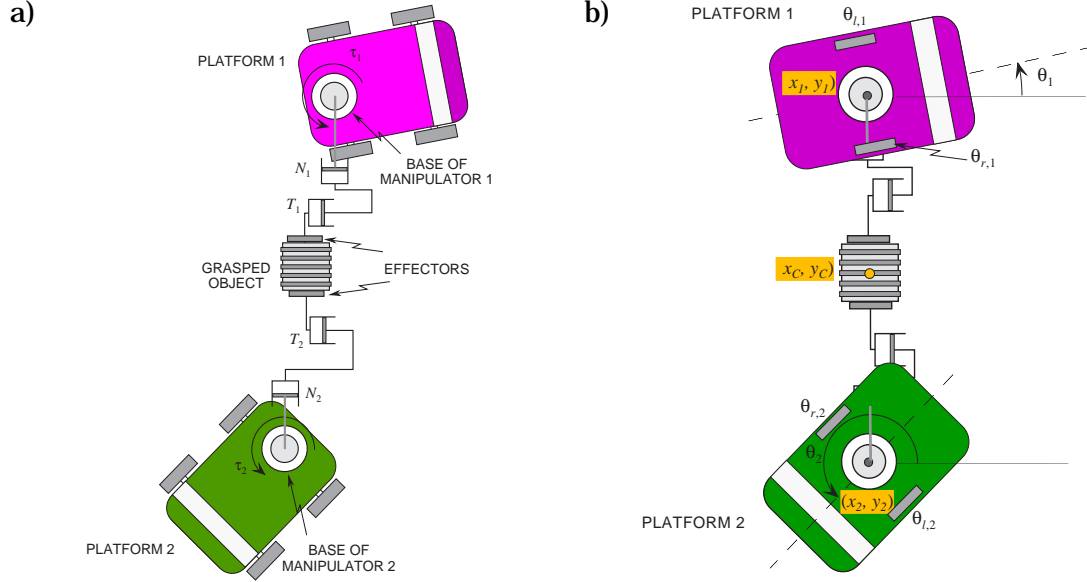 a)
PLATFORM 1
τ1
BASE OF
MANIPULATOR 1
N1
T1
GRASPED
OBJECT
EFFECTORS
T2
N2
τ2
PLATFORM 2
BASE OF
MANIPULATOR 2
b)
PLATFORM 1
θl,1
x1, y1)
θ1
θr,1
xC, yC)
θr,2
θ2
(x2, y2)
θl,2
PLATFORM 2